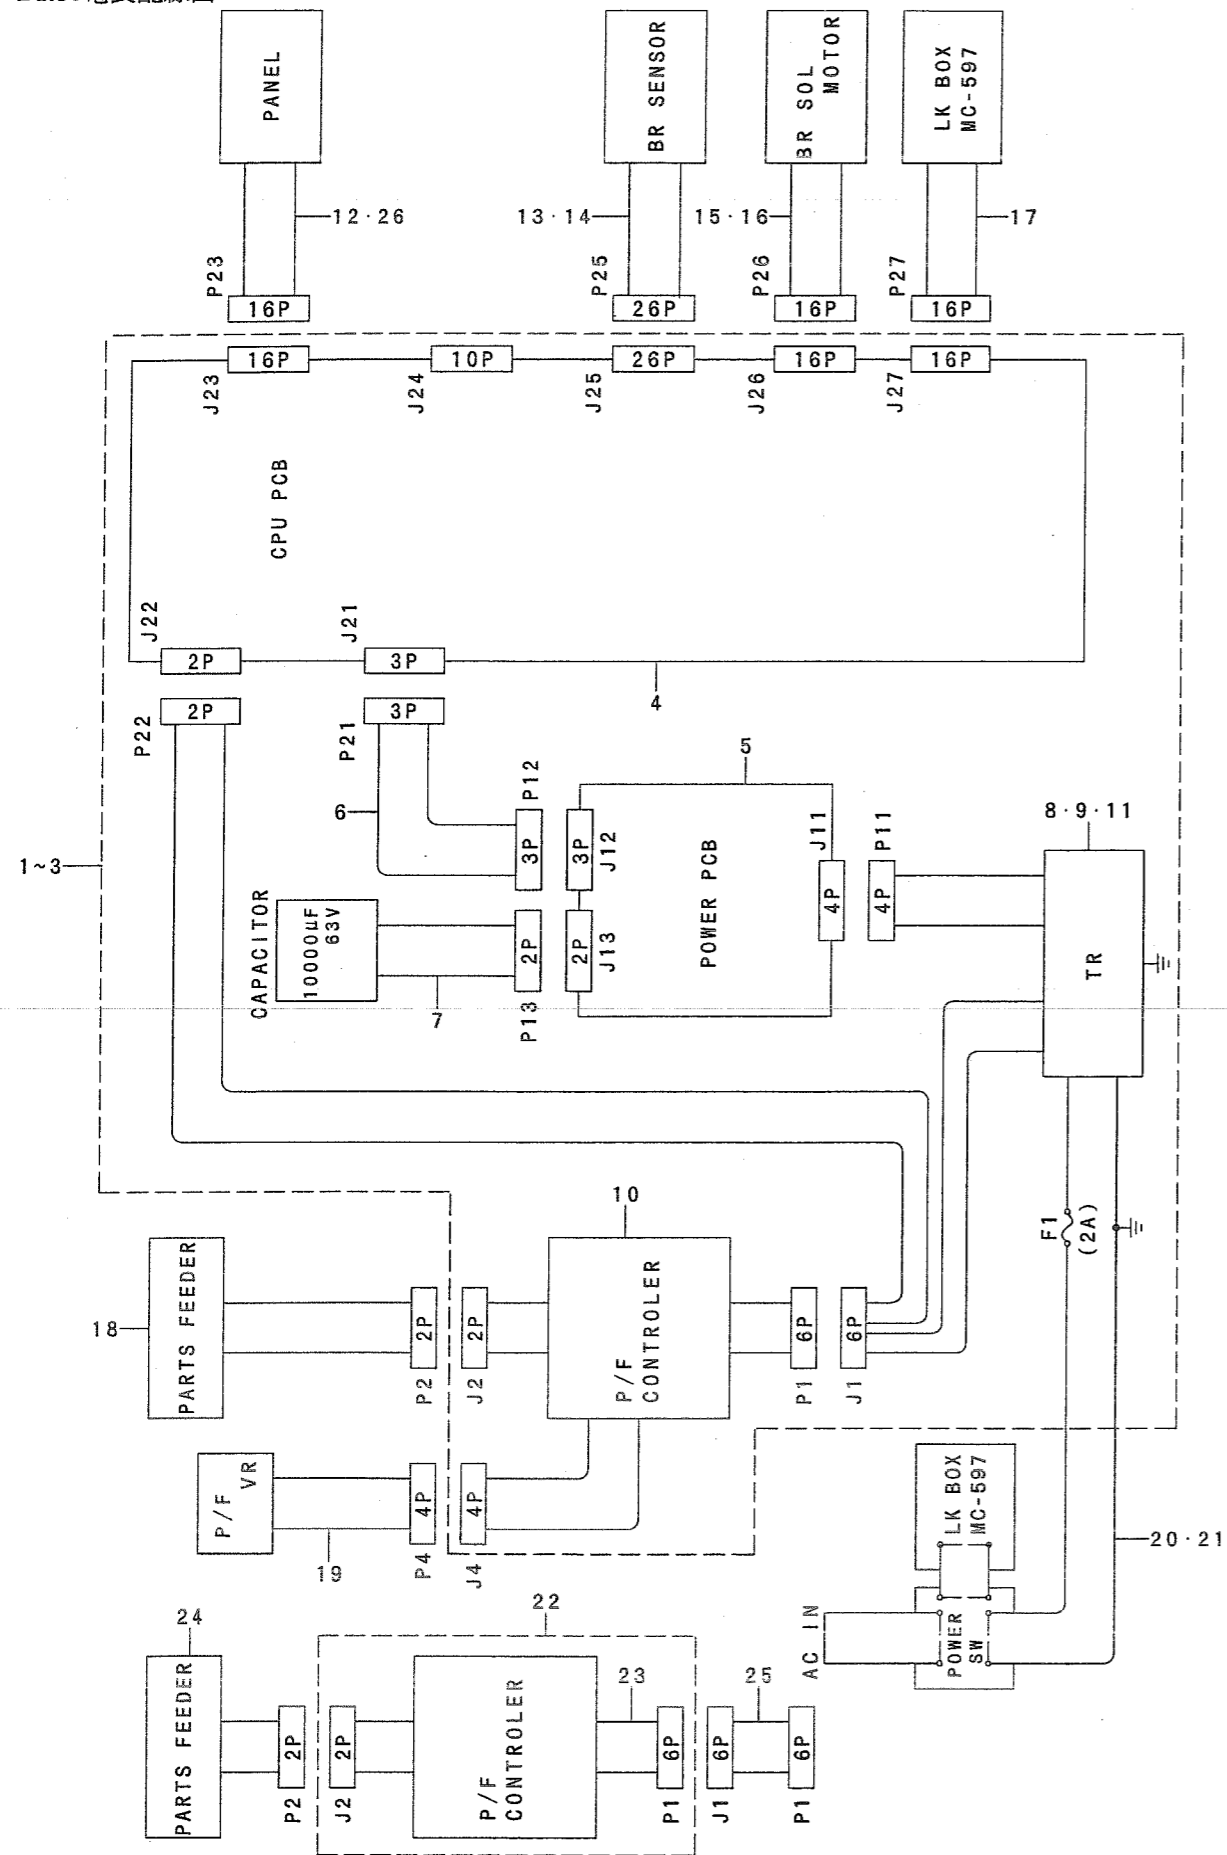 PANEL
BR SENSOR
BR SOL
MOTOR
LK BOX
MC-597
12·26
13·14
15·16
17
P23
P25
P26
P27
16P
26P
16P
16P
16P
10P
26P
16P
16P
J23
J24
J25
J26
J27
CPU PCB
J22
J21
2P
3P
4
2P
3P
P22
P21
5
6
P12
3P
3P
J12
J11
P11
8·9·11
1~3
CAPACITOR
10000μF
63V
2P
2P
J13
POWER PCB
4P
4P
TR
7
P13
10
F1
(2A)
18
PARTS FEEDER
2P
2P
P2
J2
P/F
CONTROLER
6P
6P
P1
J1
P/F
VR
4P
4P
P4
J4
19
LK BOX
MC-597
20·21
POWER
SW
AC IN
24
22
23
25
PARTS FEEDER
2P
2P
P2
J2
P/F
CONTROLER
6P
6P
6P
P1
J1
P1